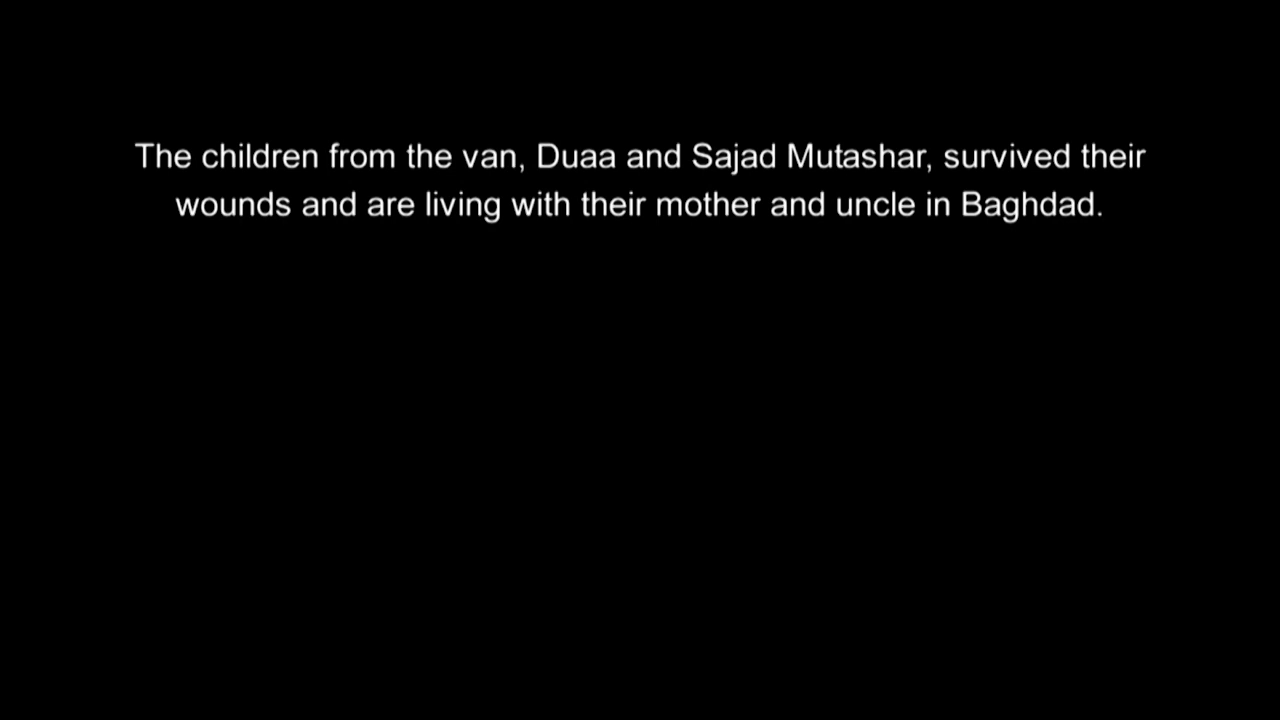 The children from the van, Duaa and Sajad Mutashar, survived their
wounds and are living with their mother and uncle in Baghdad.